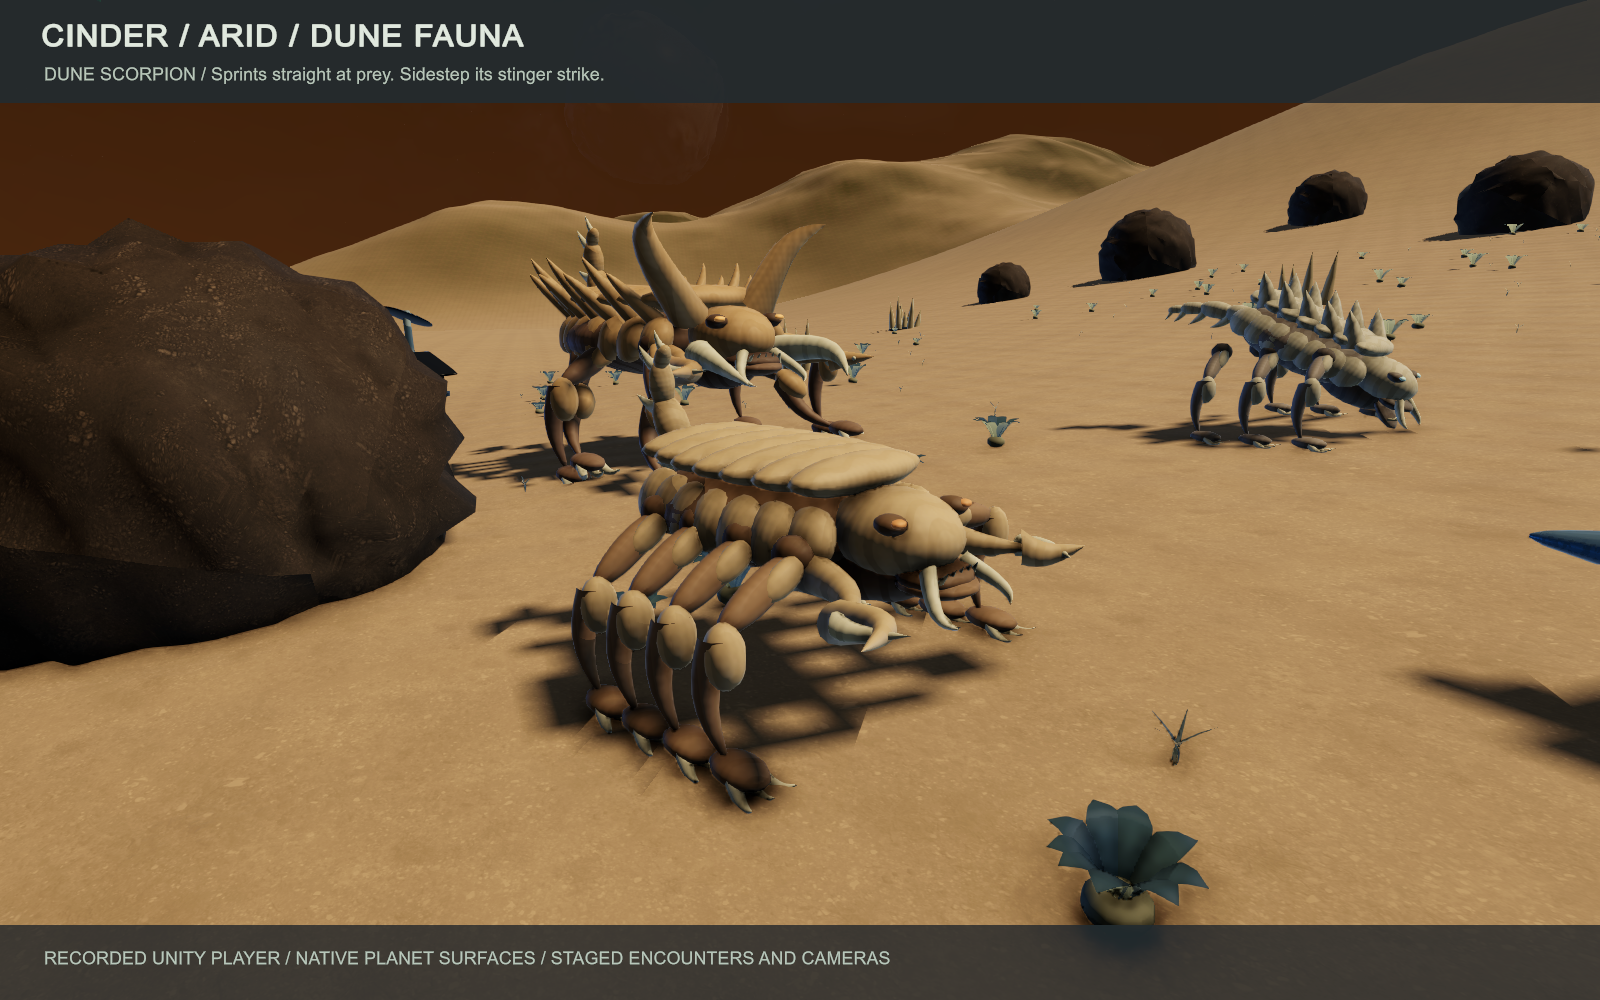 CINDER / ARID / DUNE FAUNA
DUNE SCORPION / Sprints straight at prey. Sidestep its stinger strike.
RECORDED UNITY PLAYER / NATIVE PLANET SURFACES / STAGED ENCOUNTERS AND CAMERAS